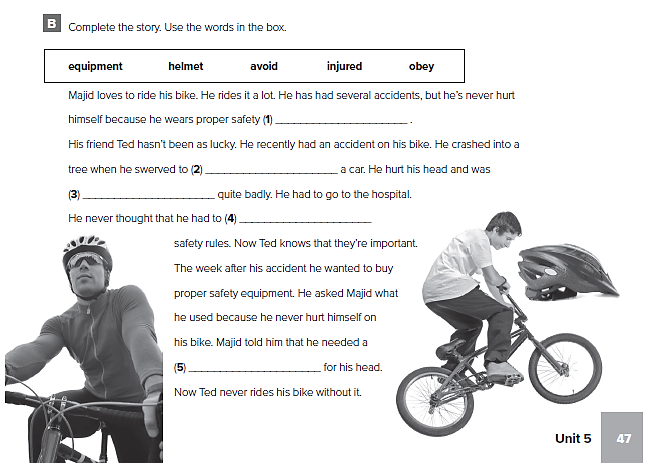 B Complete the story. Use the words in the box.
equipment helmet avoid injured obey
Majid loves to ride his bike. He rides it a lot. He has had several accidents, but he's never hurt
himself because he wears proper safety (1) ____________________ .
His friend Ted hasn't been as lucky. He recently had an accident on his bike. He crashed into a
tree when he swerved to (2) ____________________ a car. He hurt his head and was
(3) ____________________ quite badly. He had to go to the hospital.
He never thought that he had to (4) ____________________
safety rules. Now Ted knows that they're important.
The week after his accident he wanted to buy
proper safety equipment. He asked Majid what
he used because he never hurt himself on
his bike. Majid told him that he needed a
(5) ____________________ for his head.
Now Ted never rides his bike without it.
Unit 5 47